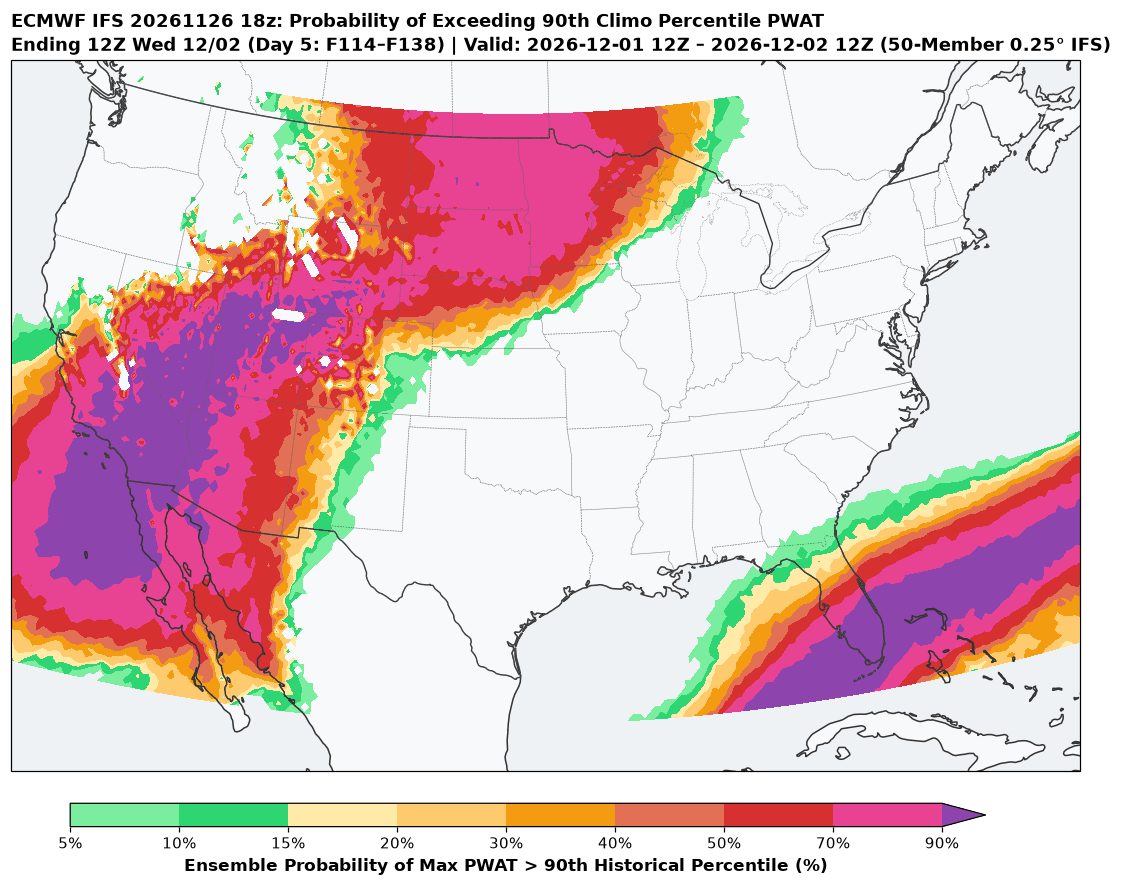 ECMWF IFS 20261126 18z: Probability of Exceeding 90th Climo Percentile PWAT
Ending 12Z Wed 12/02 (Day 5: F114–F138) | Valid: 2026-12-01 12Z – 2026-12-02 12Z (50-Member 0.25° IFS)
5% 10% 15% 20% 30% 40% 50% 70% 90%
Ensemble Probability of Max PWAT > 90th Historical Percentile (%)